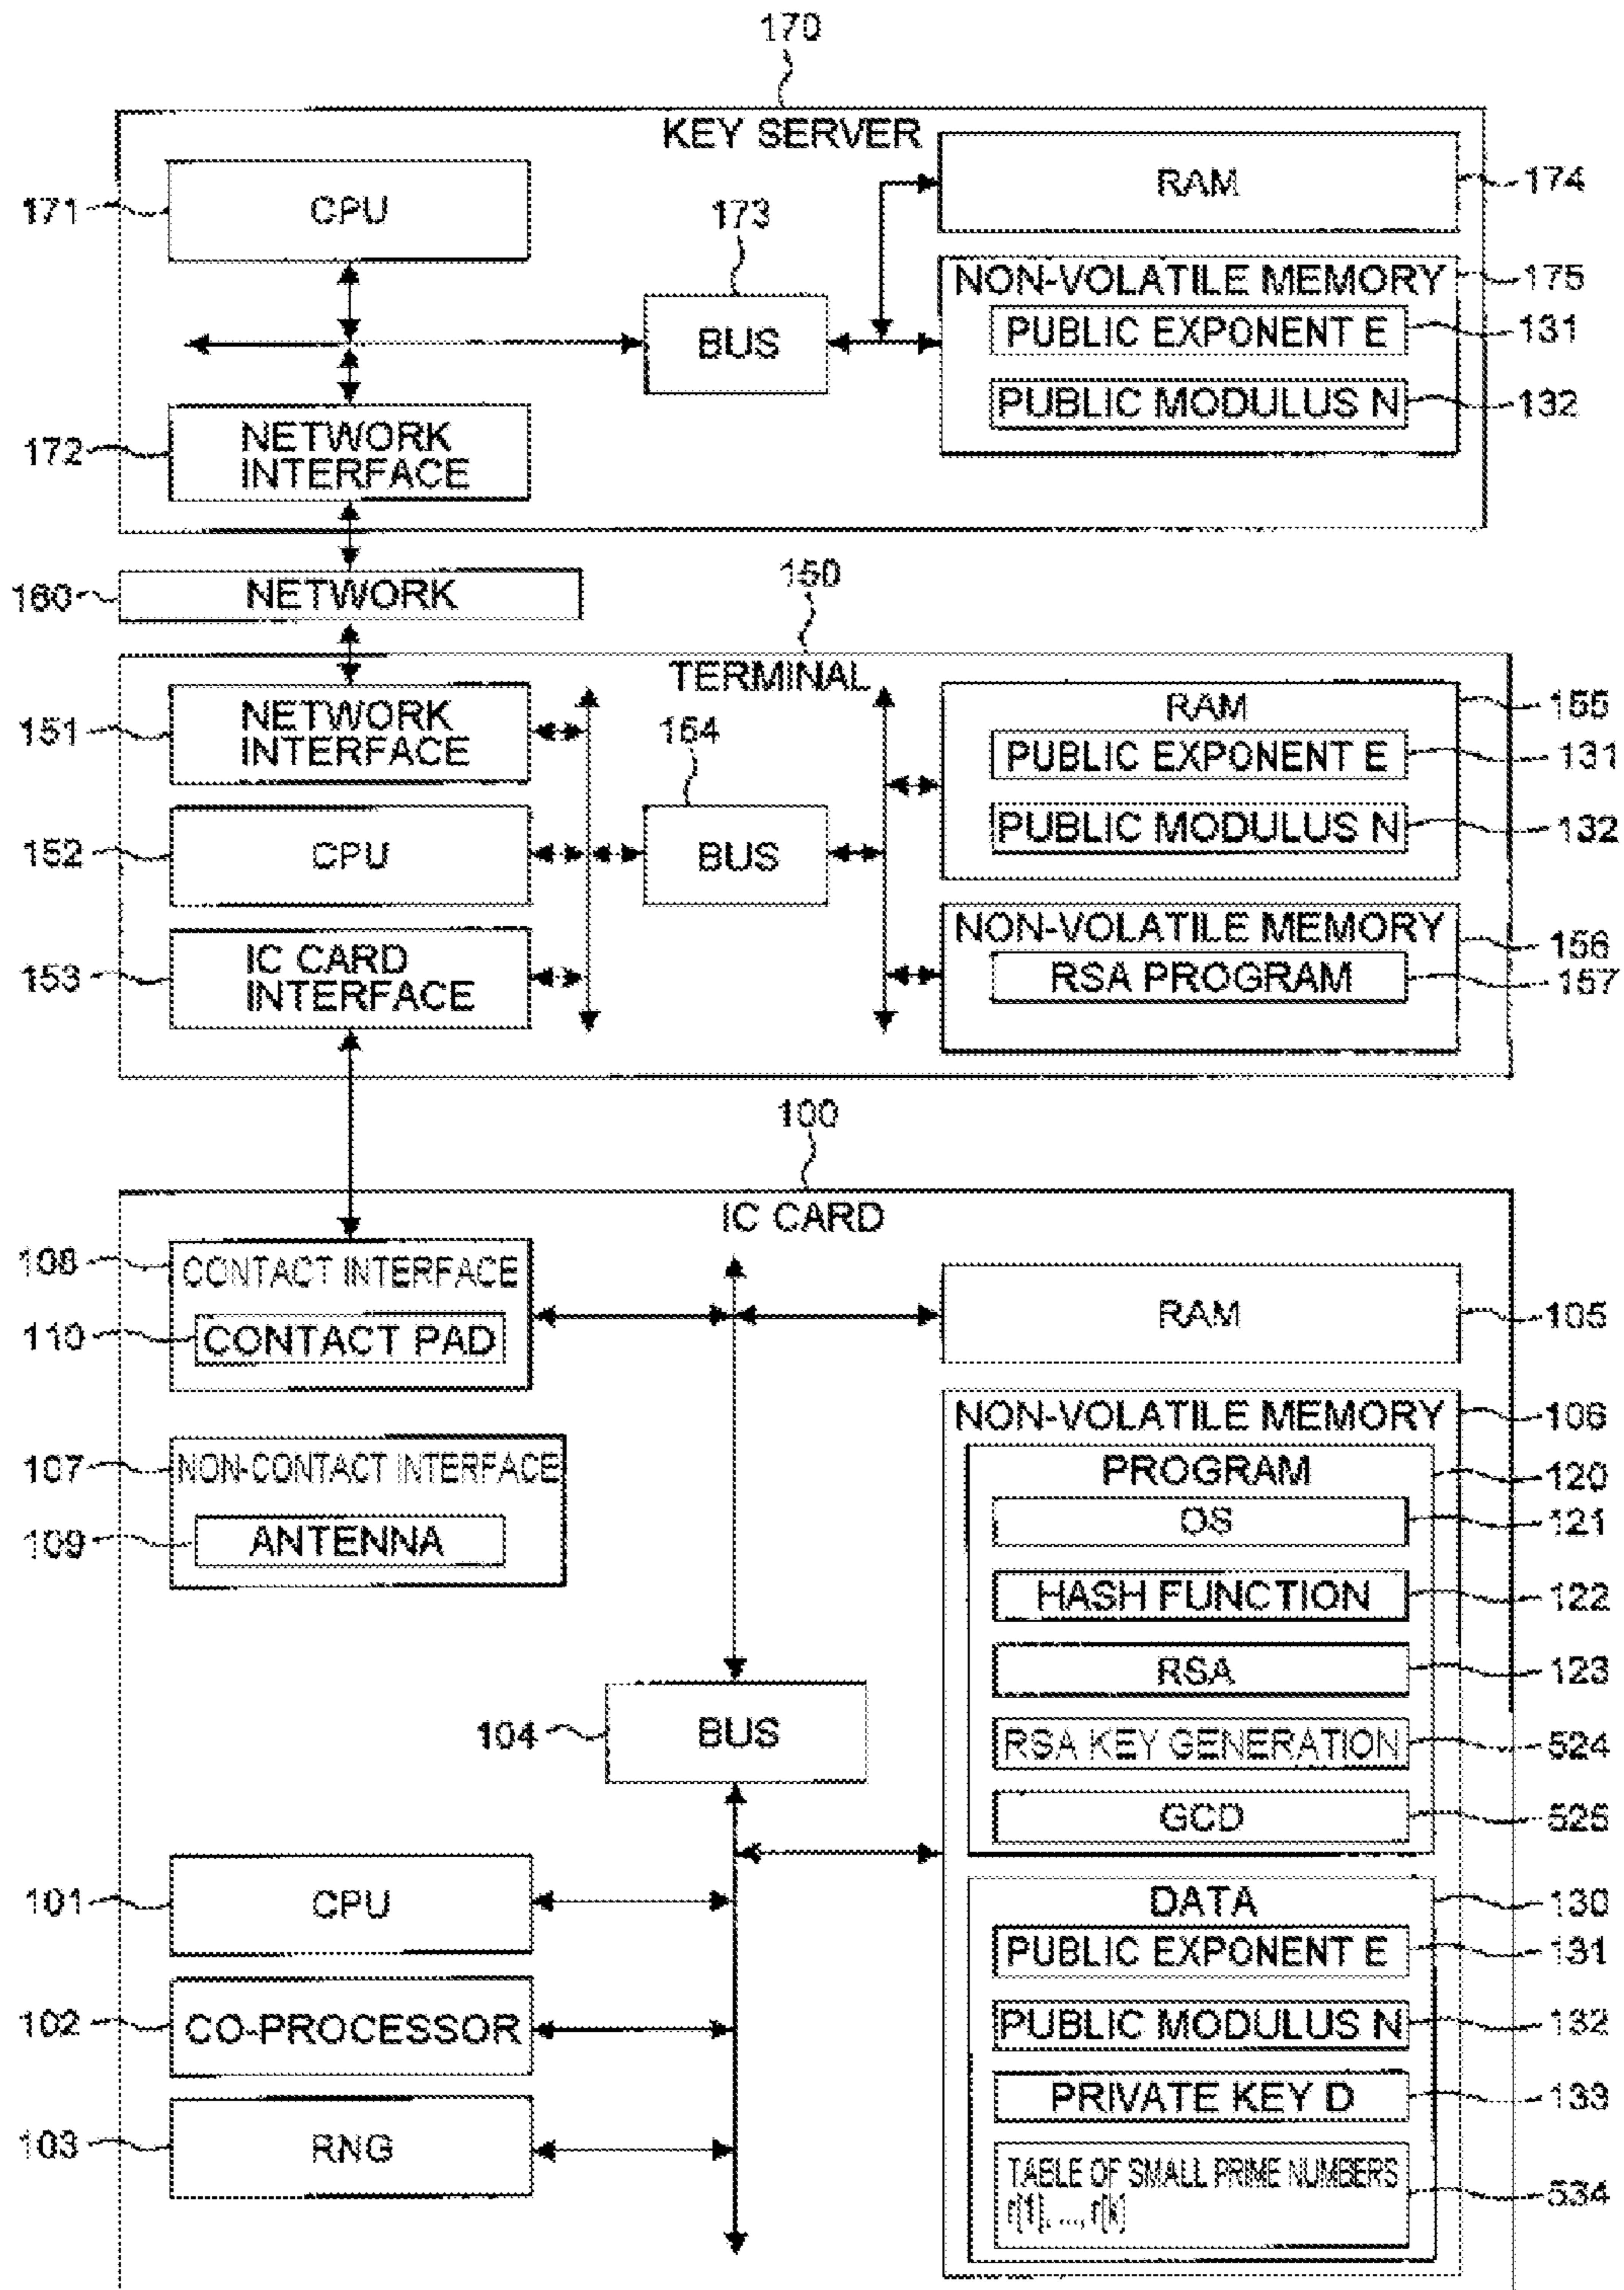 170
KEY SERVER
171
CPU
173
BUS
RAM
174
NON-VOLATILE MEMORY
175
PUBLIC EXPONENT E
131
PUBLIC MODULUS N
132
172
NETWORK
INTERFACE
160
NETWORK
150
TERMINAL
151
NETWORK
INTERFACE
154
RAM
155
PUBLIC EXPONENT E
131
152
CPU
BUS
PUBLIC MODULUS N
132
153
IC CARD
INTERFACE
NON-VOLATILE MEMORY
156
RSA PROGRAM
157
100
IC CARD
108
CONTACT INTERFACE
110
CONTACT PAD
RAM
105
107
NON-CONTACT INTERFACE
109
ANTENNA
NON-VOLATILE MEMORY
106
PROGRAM
120
OS
121
HASH FUNCTION
122
RSA
123
104
BUS
RSA KEY GENERATION
524
GCD
525
101
CPU
DATA
130
PUBLIC EXPONENT E
131
102
CO-PROCESSOR
PUBLIC MODULUS N
132
PRIVATE KEY D
133
103
RNG
TABLE OF SMALL PRIME NUMBERS
r[1], ..., r[k]
534